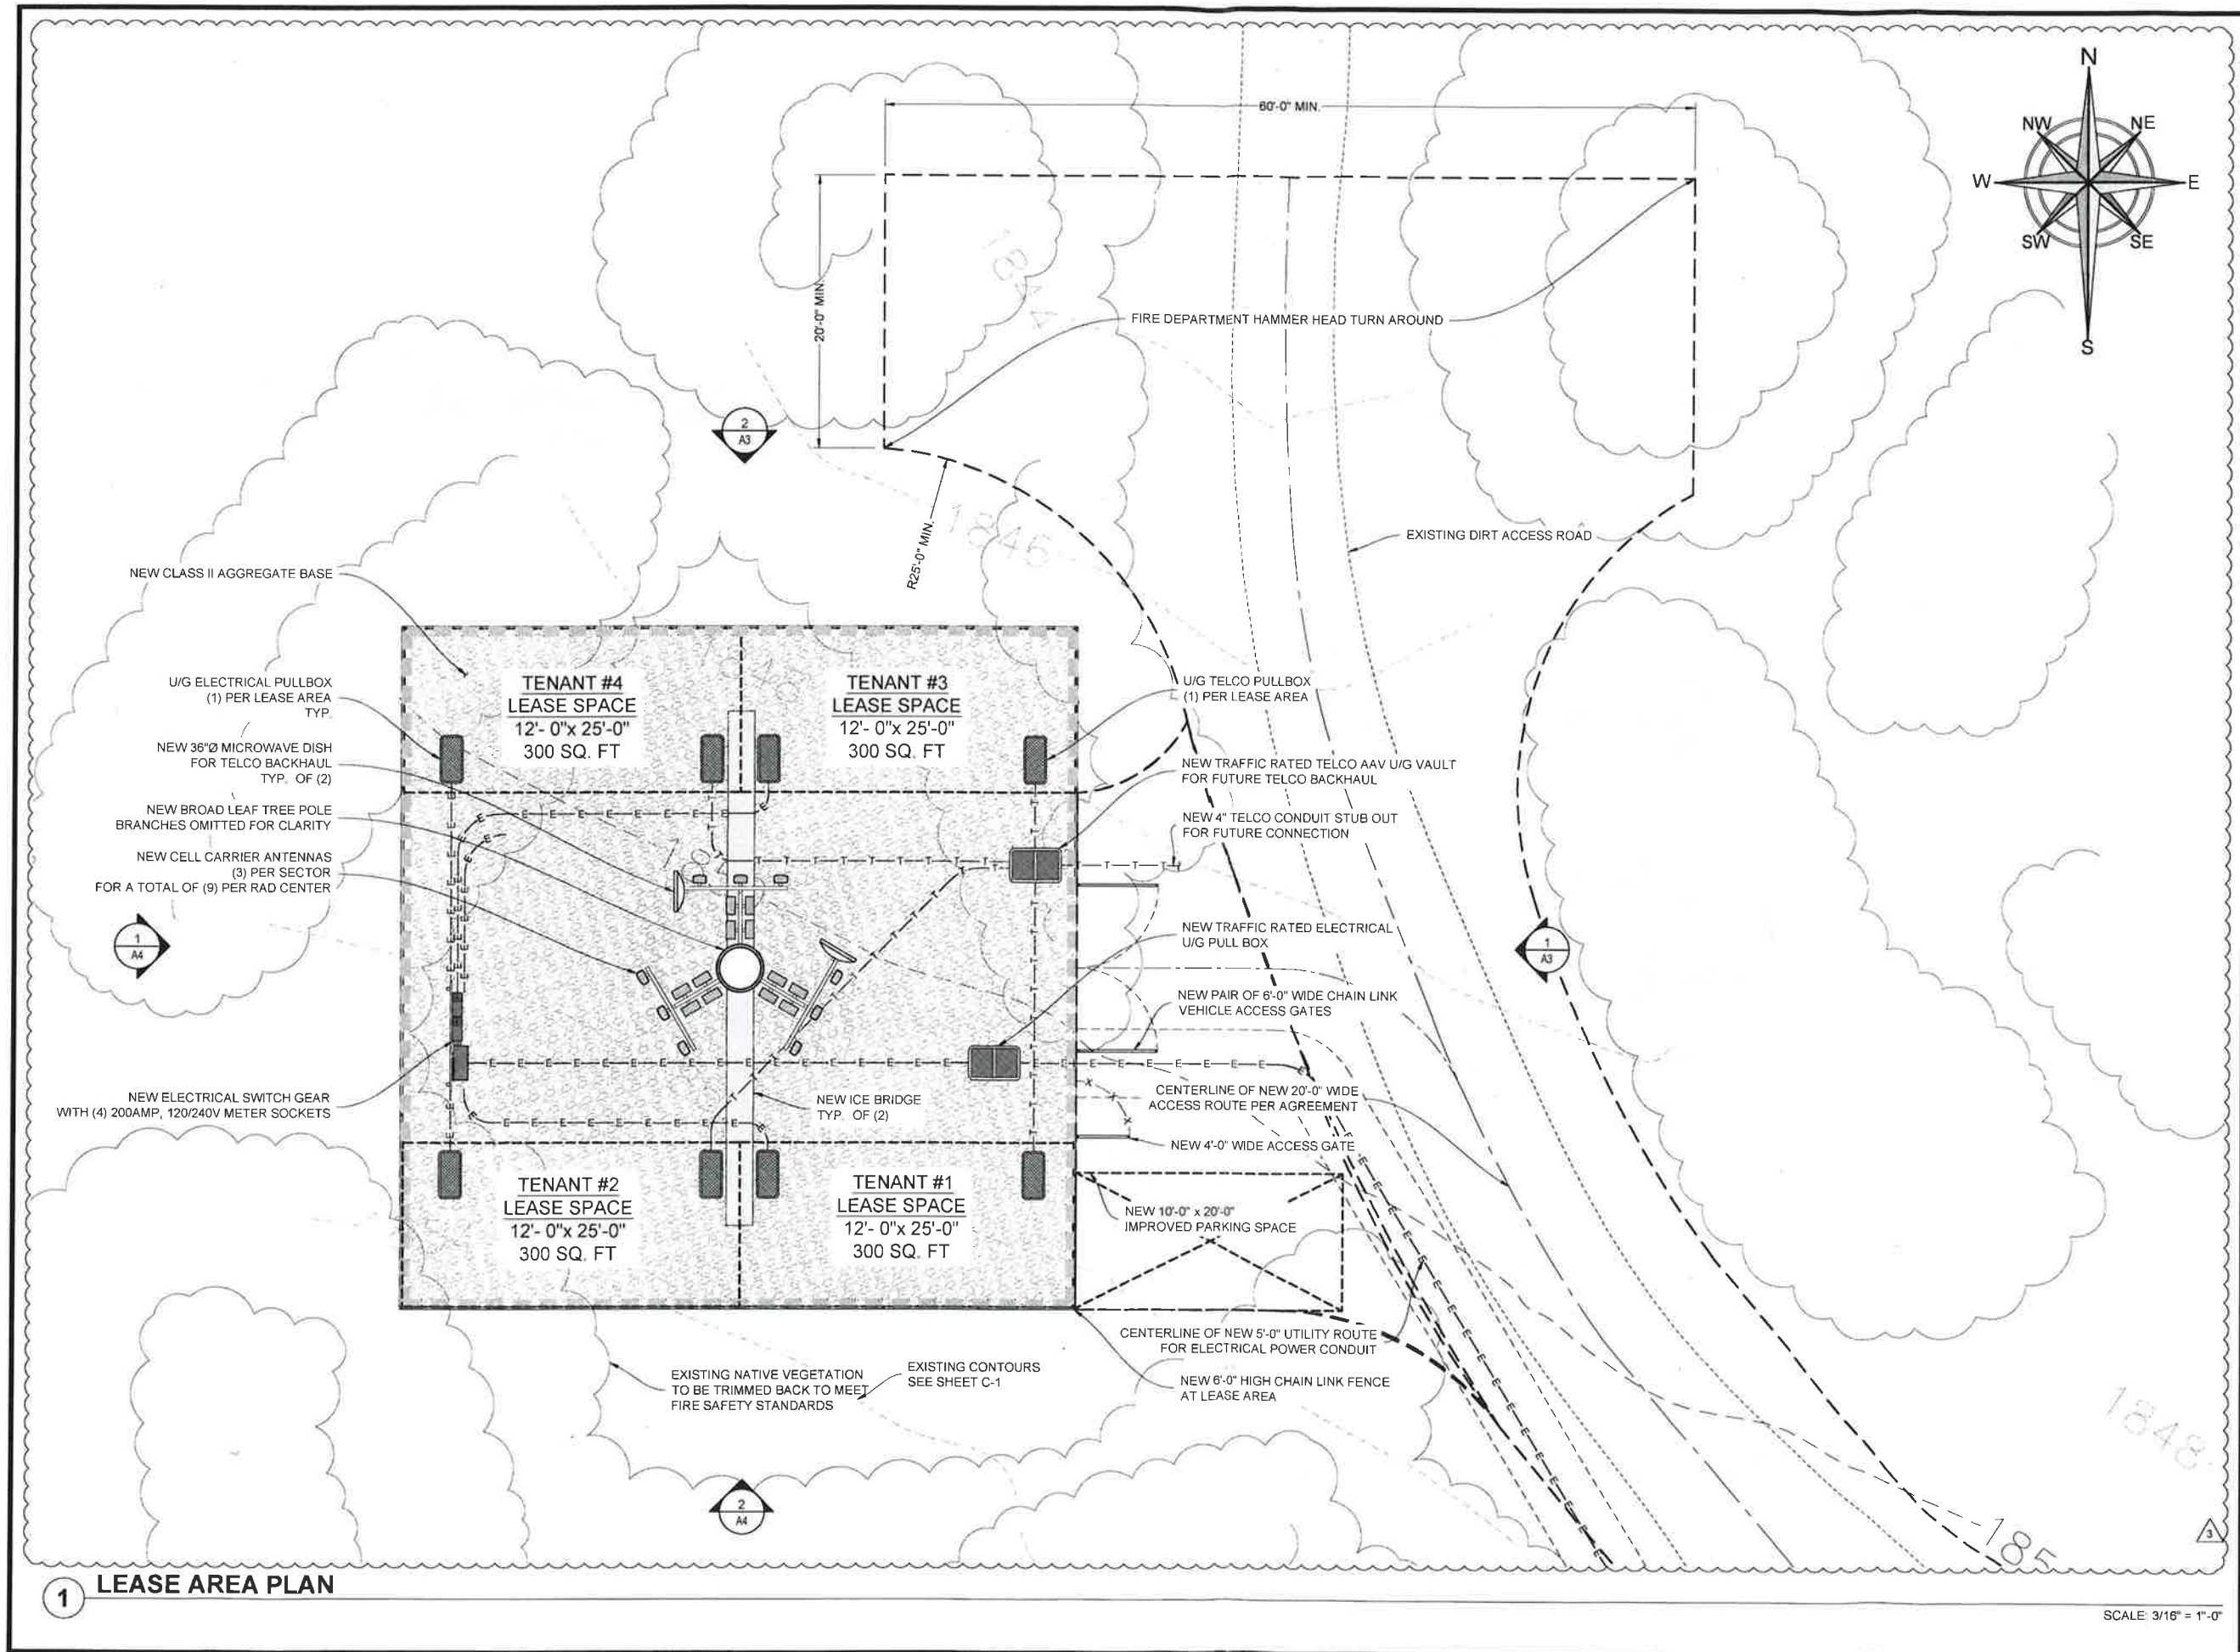 N
NW
NE
W
E
SW
SE
S
60'-0" MIN.
20'-0" MIN.
1844
FIRE DEPARTMENT HAMMER HEAD TURN AROUND
2
A3
R25'-0" MIN.
1846
EXISTING DIRT ACCESS ROAD
NEW CLASS II AGGREGATE BASE
U/G ELECTRICAL PULLBOX
(1) PER LEASE AREA
TYP.
NEW 36"Ø MICROWAVE DISH
FOR TELCO BACKHAUL
TYP. OF (2)
NEW BROAD LEAF TREE POLE
BRANCHES OMITTED FOR CLARITY
NEW CELL CARRIER ANTENNAS
(3) PER SECTOR
FOR A TOTAL OF (9) PER RAD CENTER
1
A4
NEW ELECTRICAL SWITCH GEAR
WITH (4) 200AMP, 120/240V METER SOCKETS
TENANT #4
LEASE SPACE
12'- 0"x 25'-0"
300 SQ. FT
TENANT #3
LEASE SPACE
12'- 0"x 25'-0"
300 SQ. FT
U/G TELCO PULLBOX
(1) PER LEASE AREA
NEW TRAFFIC RATED TELCO AAV U/G VAULT
FOR FUTURE TELCO BACKHAUL
NEW 4" TELCO CONDUIT STUB OUT
FOR FUTURE CONNECTION
NEW TRAFFIC RATED ELECTRICAL
U/G PULL BOX
1
A3
NEW PAIR OF 6'-0" WIDE CHAIN LINK
VEHICLE ACCESS GATES
CENTERLINE OF NEW 20'-0" WIDE
ACCESS ROUTE PER AGREEMENT
NEW ICE BRIDGE
TYP. OF (2)
NEW 4'-0" WIDE ACCESS GATE
TENANT #2
LEASE SPACE
12'- 0"x 25'-0"
300 SQ. FT
TENANT #1
LEASE SPACE
12'- 0"x 25'-0"
300 SQ. FT
NEW 10'-0" x 20'-0"
IMPROVED PARKING SPACE
CENTERLINE OF NEW 5'-0" UTILITY ROUTE
FOR ELECTRICAL POWER CONDUIT
NEW 6'-0" HIGH CHAIN LINK FENCE
AT LEASE AREA
EXISTING NATIVE VEGETATION
TO BE TRIMMED BACK TO MEET
FIRE SAFETY STANDARDS
EXISTING CONTOURS
SEE SHEET C-1
2
A4
1848
185
3
1
LEASE AREA PLAN
SCALE: 3/16" = 1"-0"